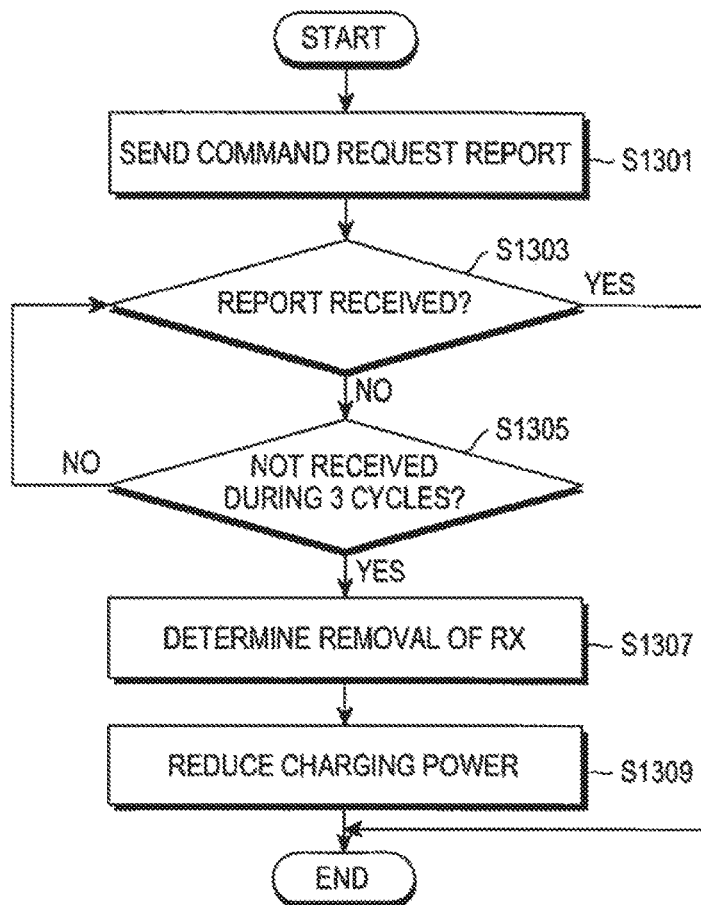 START
SEND COMMAND REQUEST REPORT
S1301
S1303
REPORT RECEIVED?
YES
NO
S1305
NOT RECEIVED
DURING 3 CYCLES?
NO
YES
DETERMINE REMOVAL OF RX
S1307
REDUCE CHARGING POWER
S1309
END